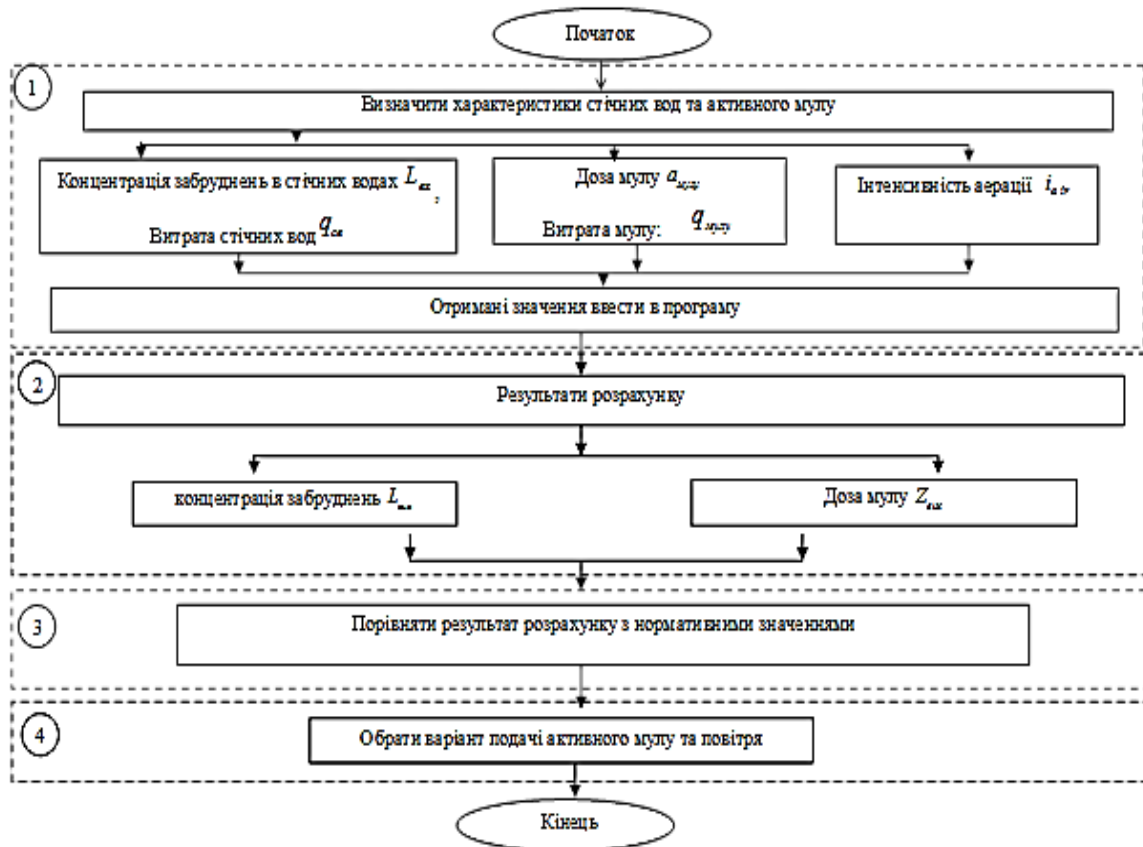 Початок
1
Визначити характеристики стічних вод та активного мулу
Концентрація забруднень в стічних водах L
,
Витрата стічних вод q
Доза мулу a
Витрата мулу: q мулу
Інтенсивність аерації i
Отримані значення ввести в програму
2
Результати розрахунку
концентрація забруднень L
Доза мулу Z
3
Порівняти результат розрахунку з нормативними значеннями
4
Обрати варіант подачі активного мулу та повітря
Кінець